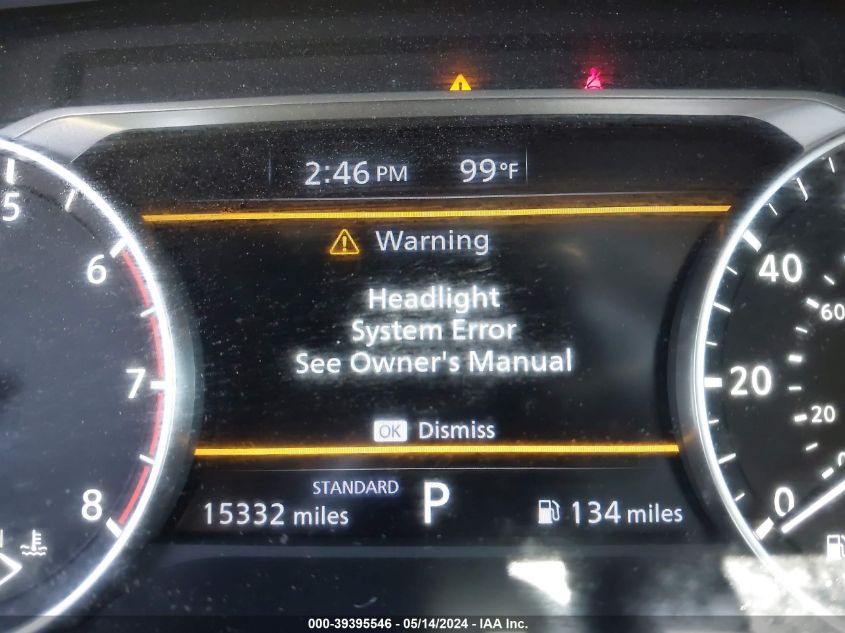 2:46 PM 99°F
Warning
Headlight
System Error
See Owner's Manual
OK Dismiss
STANDARD
15332 miles P 134 miles
5
6
7
8
40
60
20
20
0
000-39395546 - 05/14/2024 - IAA Inc.